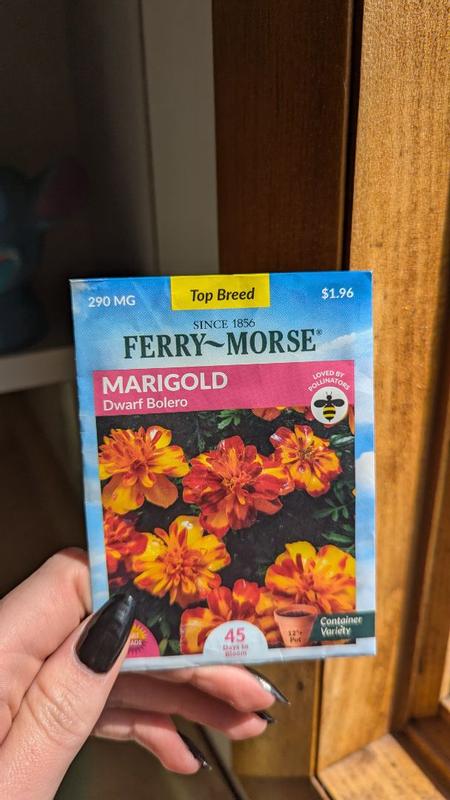 290 MG
Top Breed
$1.96
SINCE 1856
FERRY~MORSE®
MARIGOLD
Dwarf Bolero
LOVED BY
POLLINATORS
45
Days to
Bloom
12"+
Pot
Container
Variety